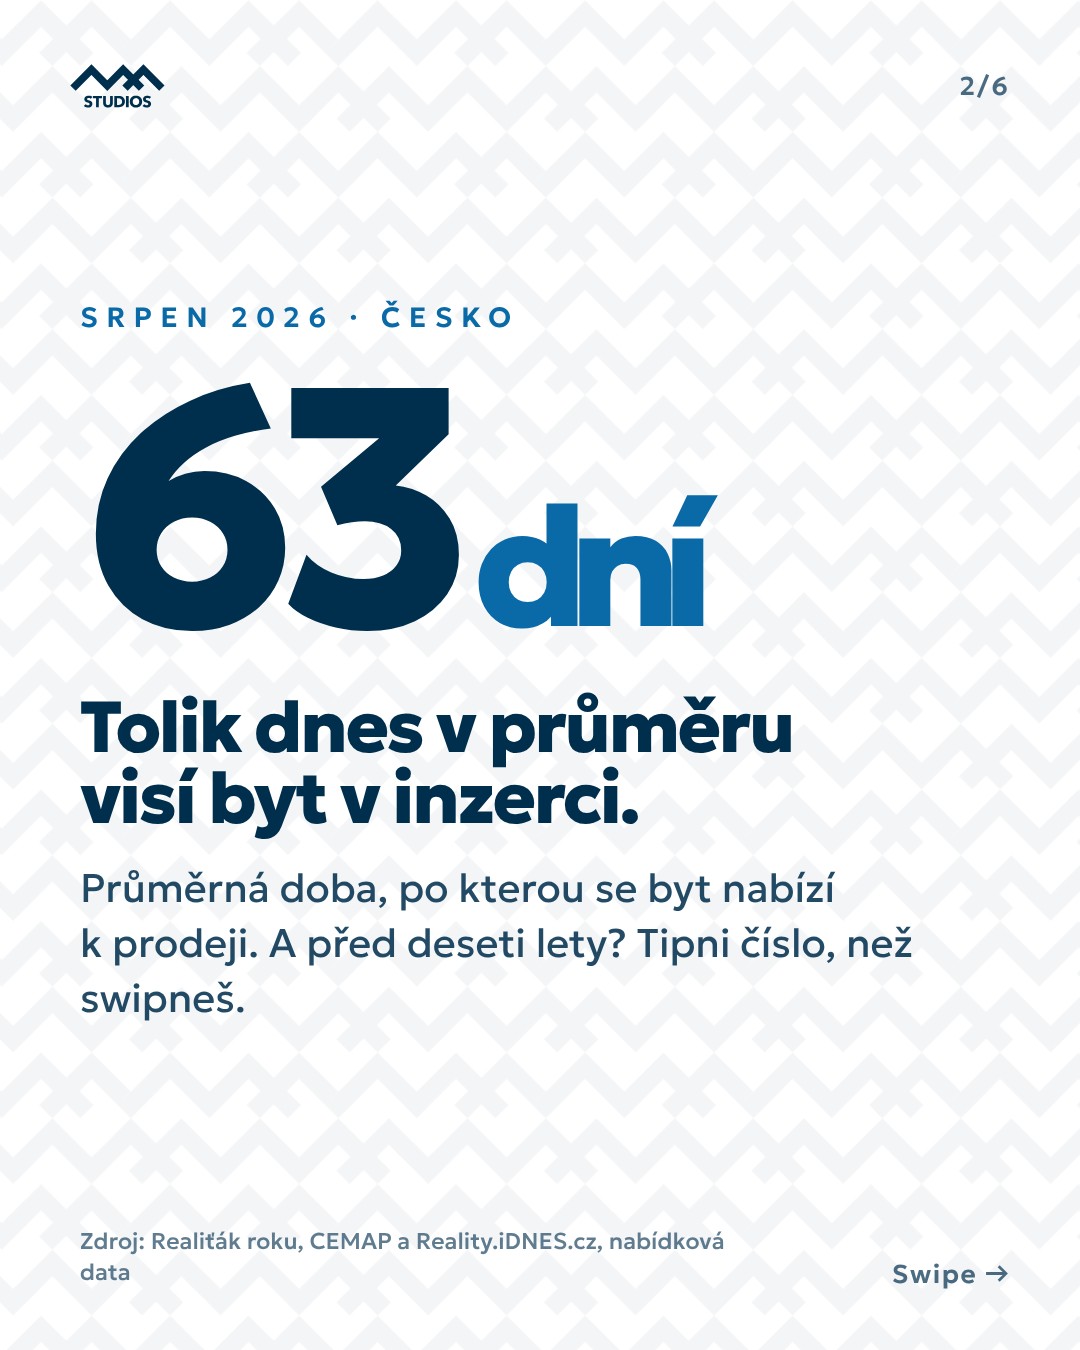 STUDIOS
2/6
SRPEN 2026 · ČESKO
63 dní
Tolik dnes v průměru
visí byt v inzerci.
Průměrná doba, po kterou se byt nabízí
k prodeji. A před deseti lety? Tipni číslo, než
swipneš.
Zdroj: Realiťák roku, CEMAP a Reality.iDNES.cz, nabídková
data
Swipe →